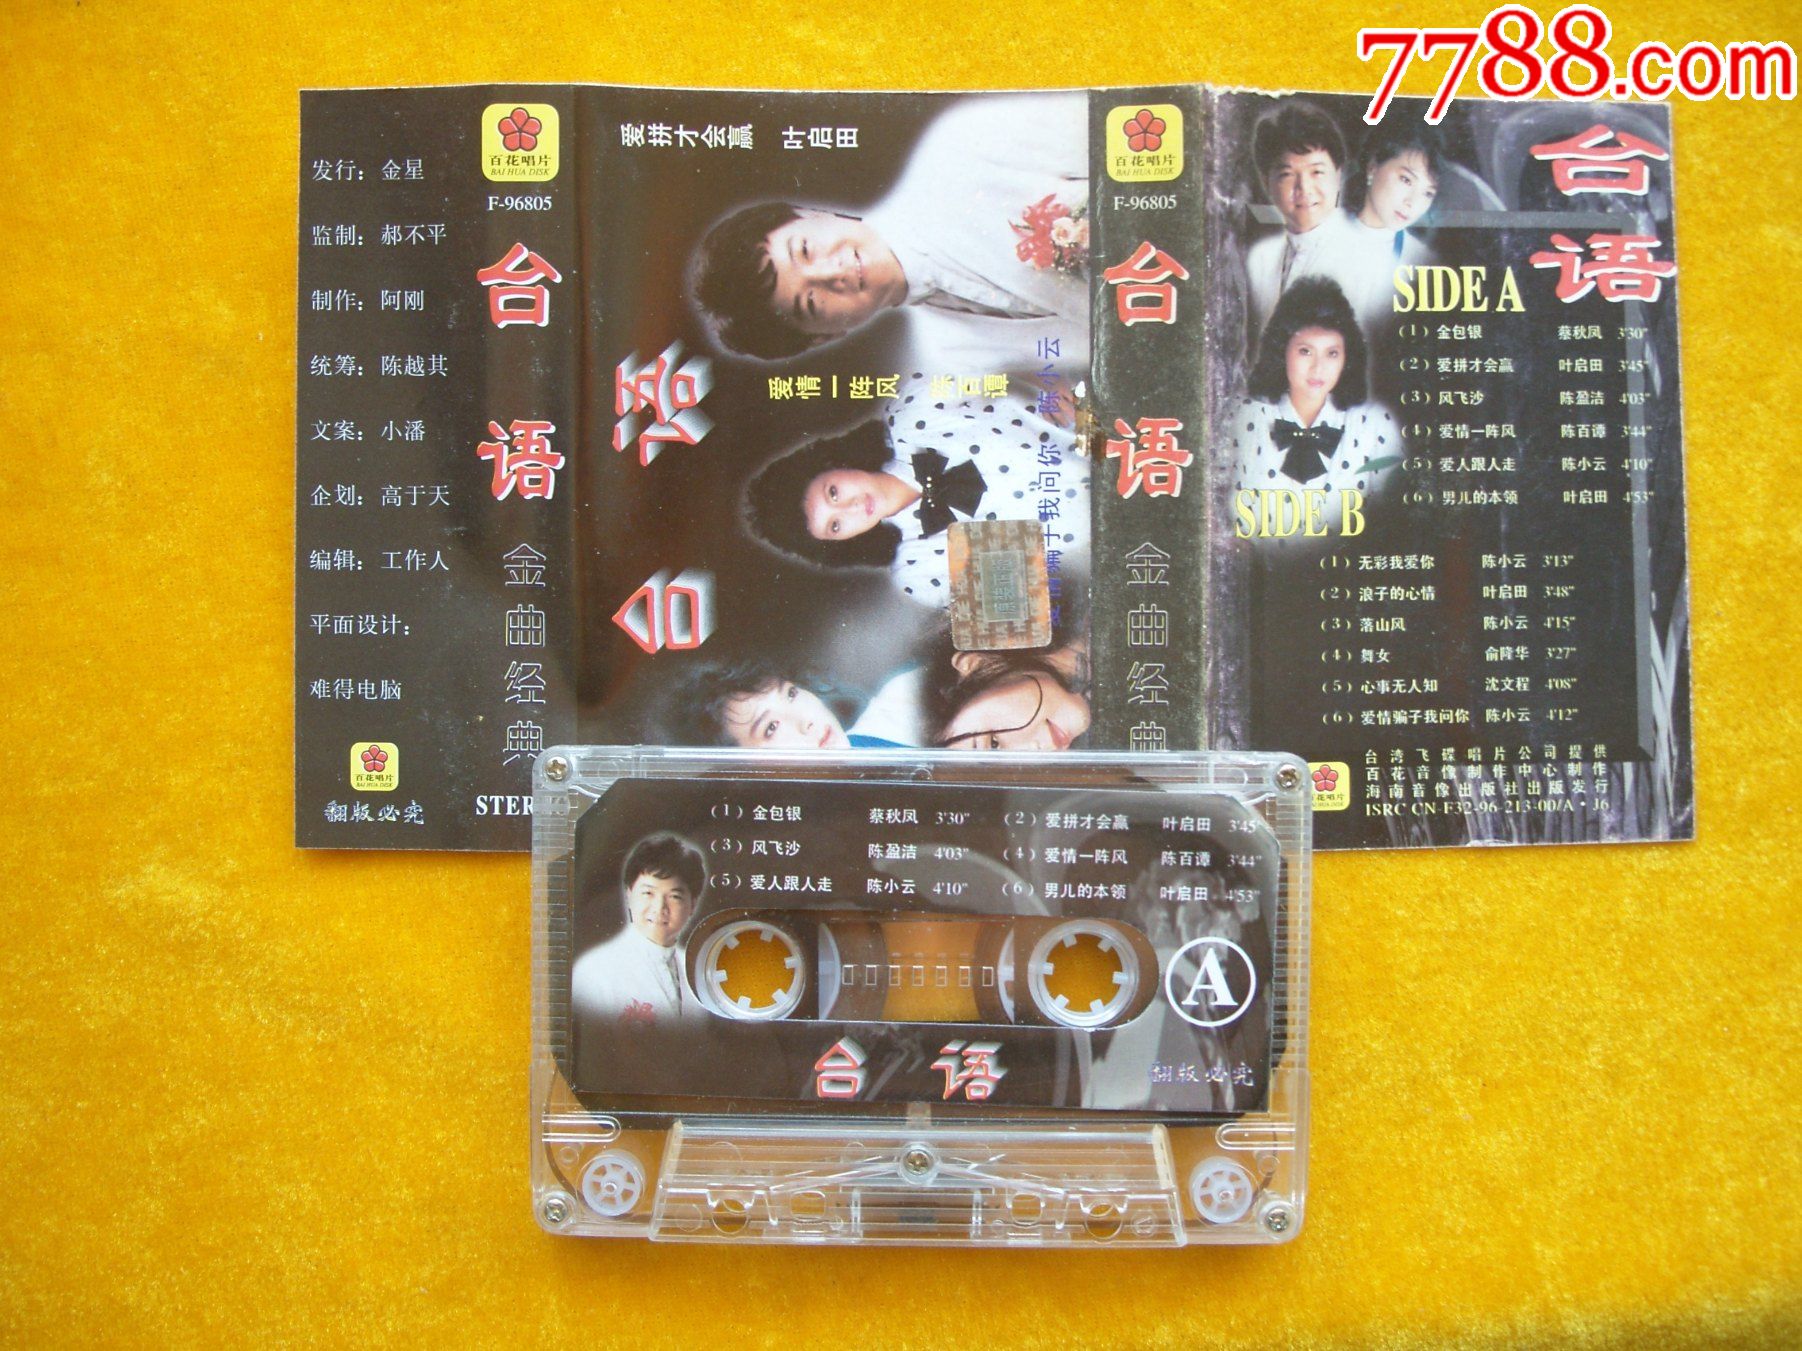 7788.com
发行：金星
监制：郝不平
制作：阿刚
统筹：陈越其
文案：小潘
企划：高于天
编辑：工作人
平面设计：
难得电脑
百花唱片
翻版必究
百花唱片
BAI HUA DISK
F-96805
台语
金曲经典
爱拼才会赢 叶启田
台语
爱情一阵风 陈百谭
爱情骗子我问你 陈小云
百花唱片
BAI HUA DISK
F-96805
台语
金曲经典
台语
SIDE A
(1) 金包银 蔡秋凤 3'30"
(2) 爱拼才会赢 叶启田 3'45"
(3) 风飞沙 陈盈洁 4'03"
(4) 爱情一阵风 陈百谭 3'44"
(5) 爱人跟人走 陈小云 4'10"
(6) 男儿的本领 叶启田 4'53"
SIDE B
(1) 无彩我爱你 陈小云 3'13"
(2) 浪子的心情 叶启田 3'48"
(3) 落山风 陈小云 4'15"
(4) 舞女 俞隆华 3'27"
(5) 心事无人知 沈文程 4'08"
(6) 爱情骗子我问你 陈小云 4'12"
台湾飞碟唱片公司提供
百花音像制作中心制作
海南音像出版社出版发行
ISRC CN-F32-96-213-00/A·J6
(1) 金包银 蔡秋凤 3'30" (2) 爱拼才会赢 叶启田 3'45"
(3) 风飞沙 陈盈洁 4'03" (4) 爱情一阵风 陈百谭 3'44"
(5) 爱人跟人走 陈小云 4'10" (6) 男儿的本领 叶启田 4'53"
A
台语
翻版必究